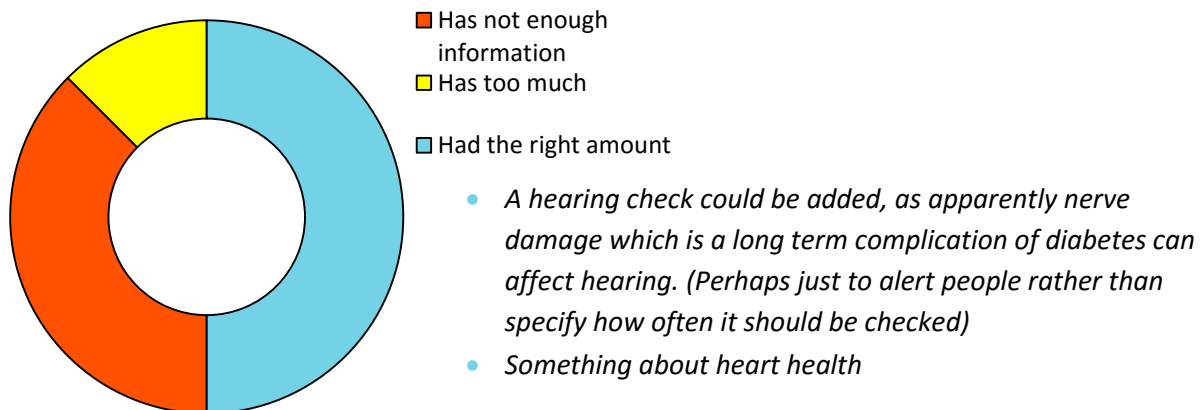 Has not enough
information
Has too much
Had the right amount
• A hearing check could be added, as apparently nerve
damage which is a long term complication of diabetes can
affect hearing. (Perhaps just to alert people rather than
specify how often it should be checked)
• Something about heart health